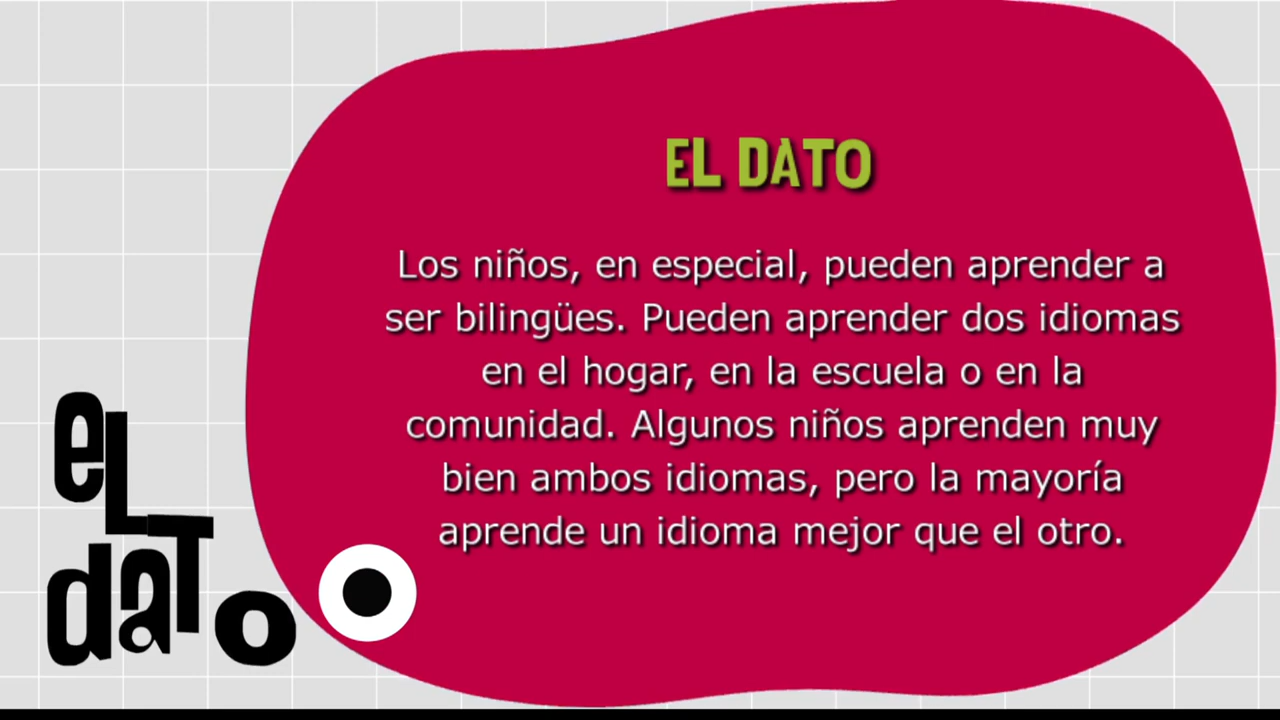 EL DATO
Los niños, en especial, pueden aprender a
ser bilingües. Pueden aprender dos idiomas
en el hogar, en la escuela o en la
comunidad. Algunos niños aprenden muy
bien ambos idiomas, pero la mayoría
aprende un idioma mejor que el otro.
eL
daTo